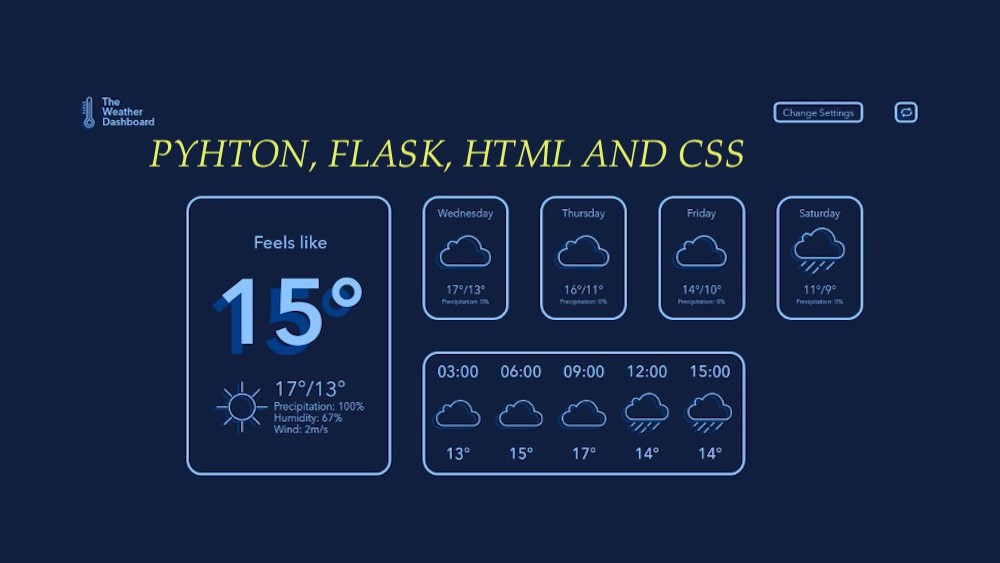 The
Weather
Dashboard
Change Settings
PYHTON, FLASK, HTML AND CSS
Feels like
15°
17°/13°
Precipitation: 100%
Humidity: 67%
Wind: 2m/s
Wednesday
17°/13°
Precipitation: 0%
Thursday
16°/11°
Precipitation: 0%
Friday
14°/10°
Precipitation: 0%
Saturday
11°/9°
Precipitation: 0%
03:00 06:00 09:00 12:00 15:00
13° 15° 17° 14° 14°